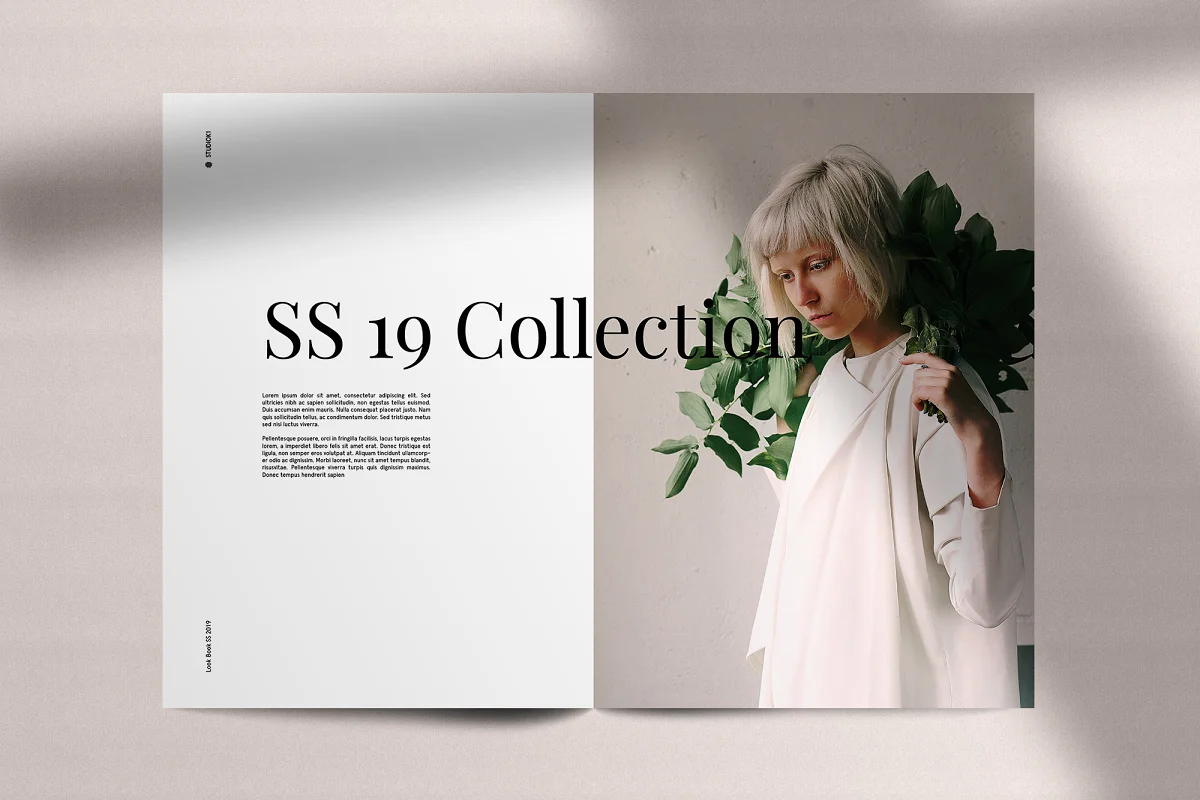 STUDIOKI
SS 19 Collection
Lorem ipsum dolor sit amet, consectetur adipiscing elit. Sed
ultricies nibh ac sapien sollicitudin, non egestas tellus euismod.
Duis accumsan enim mauris. Nulla consequat placerat justo. Nam
quis sollicitudin tellus, ac condimentum dolor. Sed tristique metus
sed nisi luctus viverra.
Pellentesque posuere, orci in fringilla facilisis, lacus turpis egestas
lorem, a imperdiet libero felis sit amet erat. Donec tristique est
ligula, non semper eros volutpat at. Aliquam tincidunt ullamcorp-
er odio ac dignissim. Morbi laoreet, nunc sit amet tempus blandit,
risusvitae. Pellentesque viverra turpis quis dignissim maximus.
Donec tempus hendrerit sapien
Look Book SS 2019